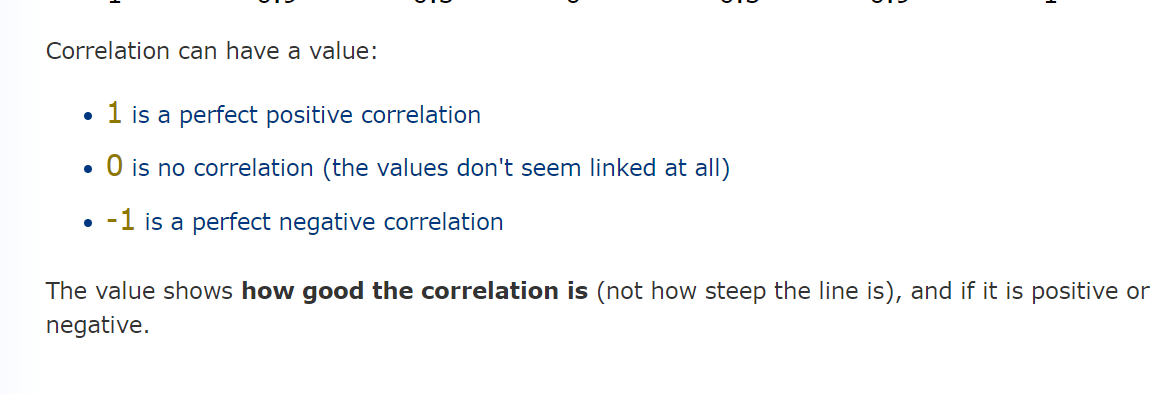 Correlation can have a value:
• 1 is a perfect positive correlation
• 0 is no correlation (the values don't seem linked at all)
• -1 is a perfect negative correlation
The value shows how good the correlation is (not how steep the line is), and if it is positive or
negative.